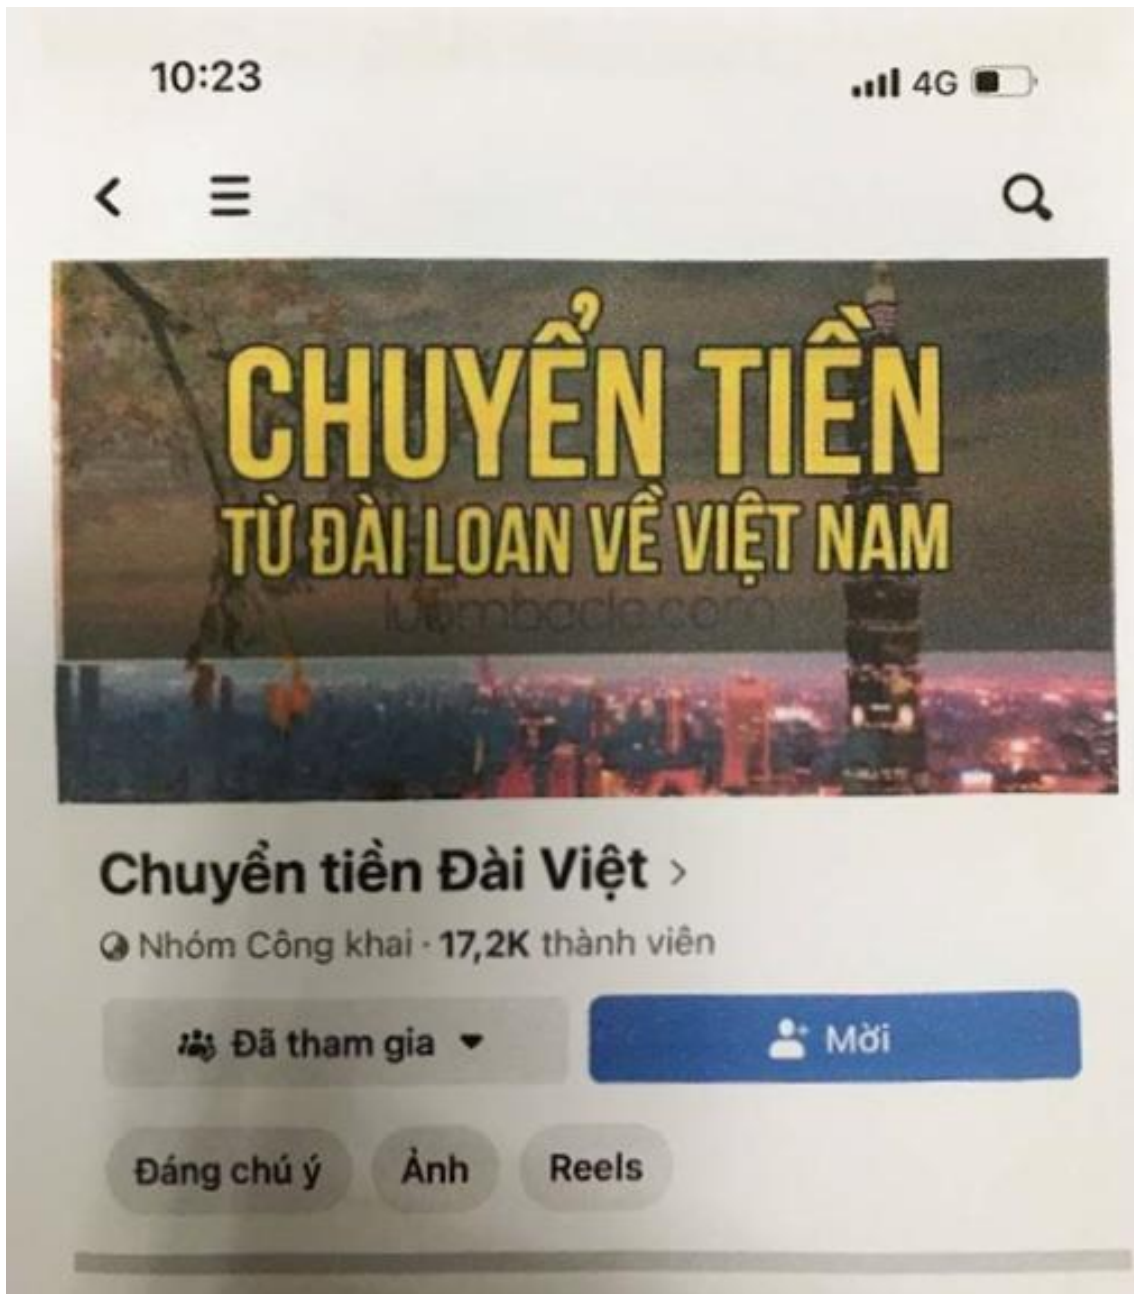 10:23
4G
CHUYỂN TIỀN
TỪ ĐÀI LOAN VỀ VIỆT NAM
Chuyển tiền Đài Việt
Nhóm Công khai · 17,2K thành viên
Đã tham gia
Mời
Đáng chú ý
Ảnh
Reels